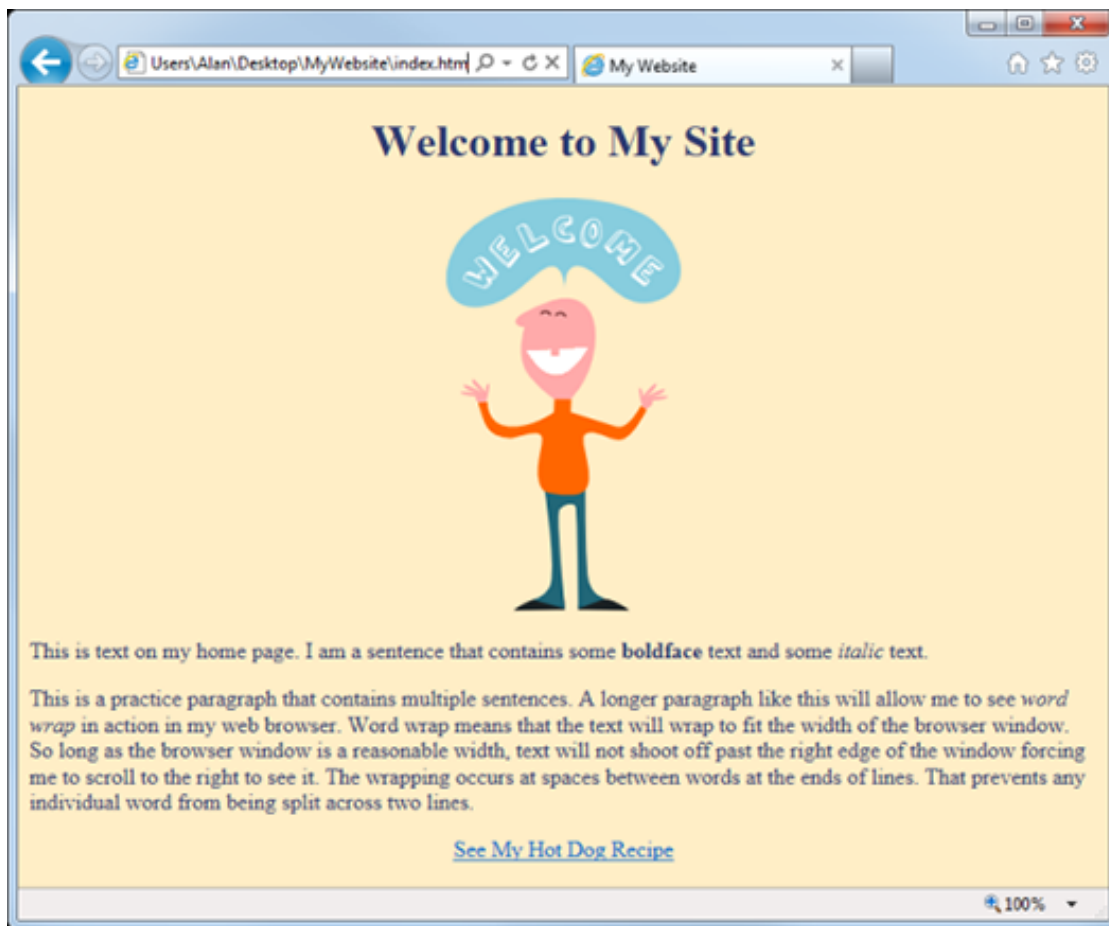 Users\Alan\Desktop\MyWebsite\index.htm
My Website
Welcome to My Site
WELCOME
This is text on my home page. I am a sentence that contains some boldface text and some italic text.
This is a practice paragraph that contains multiple sentences. A longer paragraph like this will allow me to see word
wrap in action in my web browser. Word wrap means that the text will wrap to fit the width of the browser window.
So long as the browser window is a reasonable width, text will not shoot off past the right edge of the window forcing
me to scroll to the right to see it. The wrapping occurs at spaces between words at the ends of lines. That prevents any
individual word from being split across two lines.
See My Hot Dog Recipe
100%